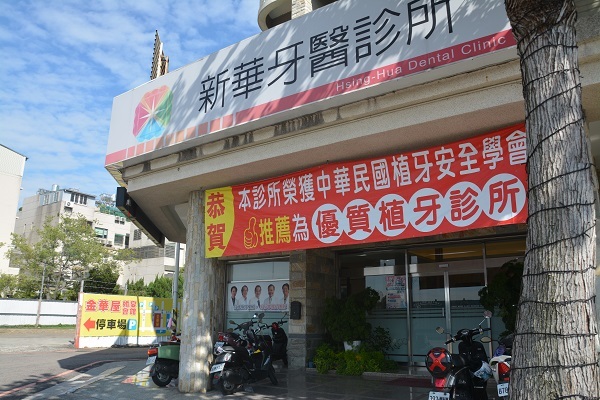 新華牙醫診所
Hsing-Hua Dental Clinic
恭賀
本診所榮獲中華民國植牙安全學會
推薦為優質植牙診所
金華屋
停車場 P